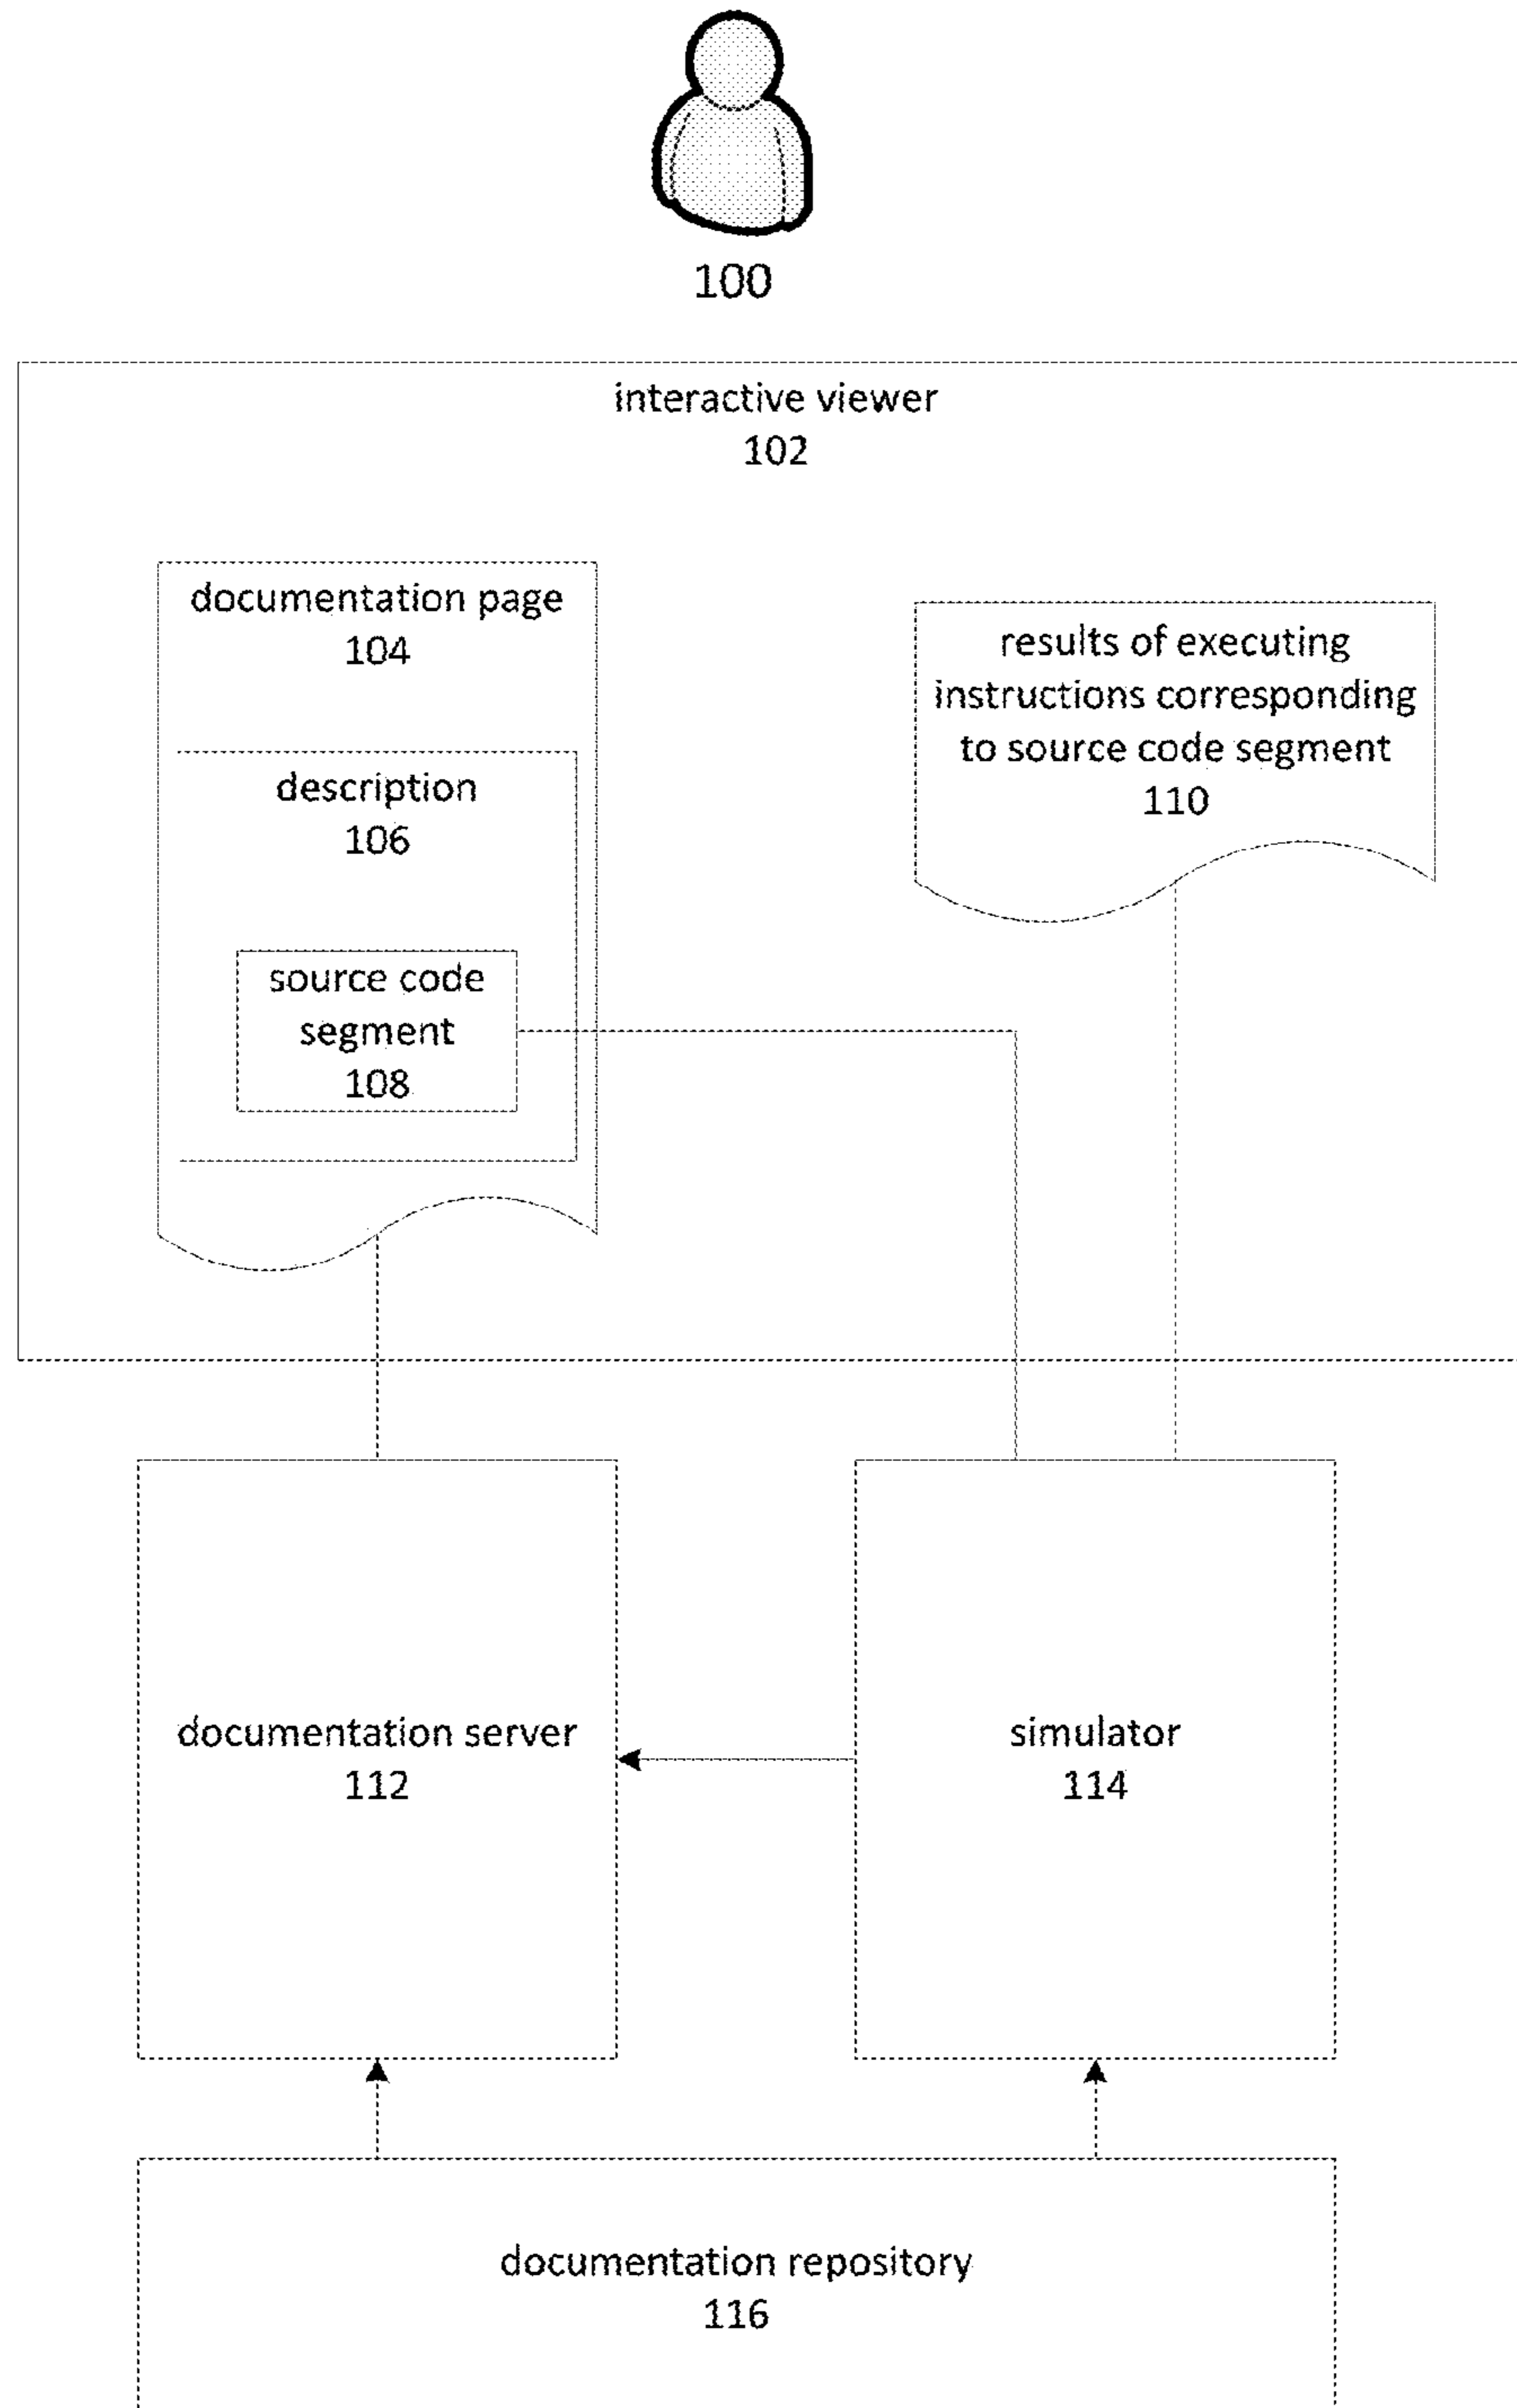 100
interactive viewer
102
documentation page
104
description
106
source code
segment
108
results of executing
instructions corresponding
to source code segment
110
documentation server
112
simulator
114
documentation repository
116